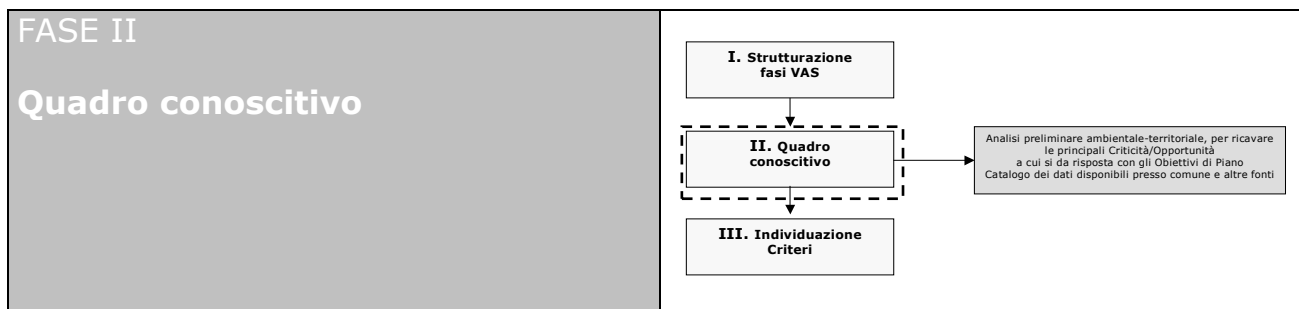 FASE II
Quadro conoscitivo
I. Strutturazione
fasi VAS
II. Quadro
conoscitivo
Analisi preliminare ambientale-territoriale, per ricavare
le principali Criticità/Opportunità
a cui si da risposta con gli Obiettivi di Piano
Catalogo dei dati disponibili presso comune e altre fonti
III. Individuazione
Criteri